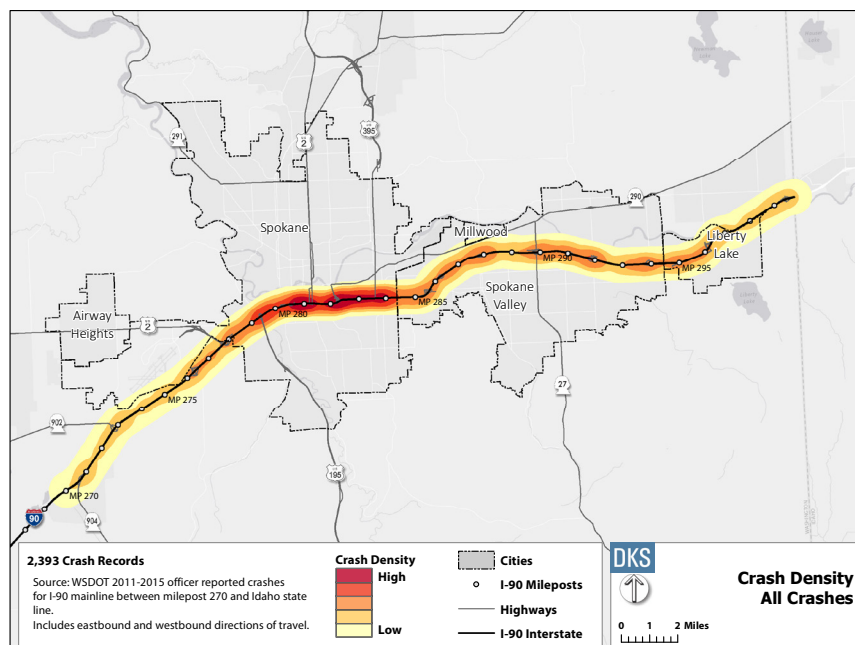 291
US
2
US
395
290
Spokane
Millwood
Liberty
Lake
MP 290
MP 295
MP 285
MP 280
Spokane
Valley
Airway
Heights
US
2
MP 275
27
902
US
195
MP 270
90
904
2,393 Crash Records
Source: WSDOT 2011-2015 officer reported crashes
for I-90 mainline between milepost 270 and Idaho state
line.
Includes eastbound and westbound directions of travel.
Crash Density
High
Low
Cities
I-90 Mileposts
Highways
I-90 Interstate
DKS
0 1 2 Miles
Crash Density
All Crashes